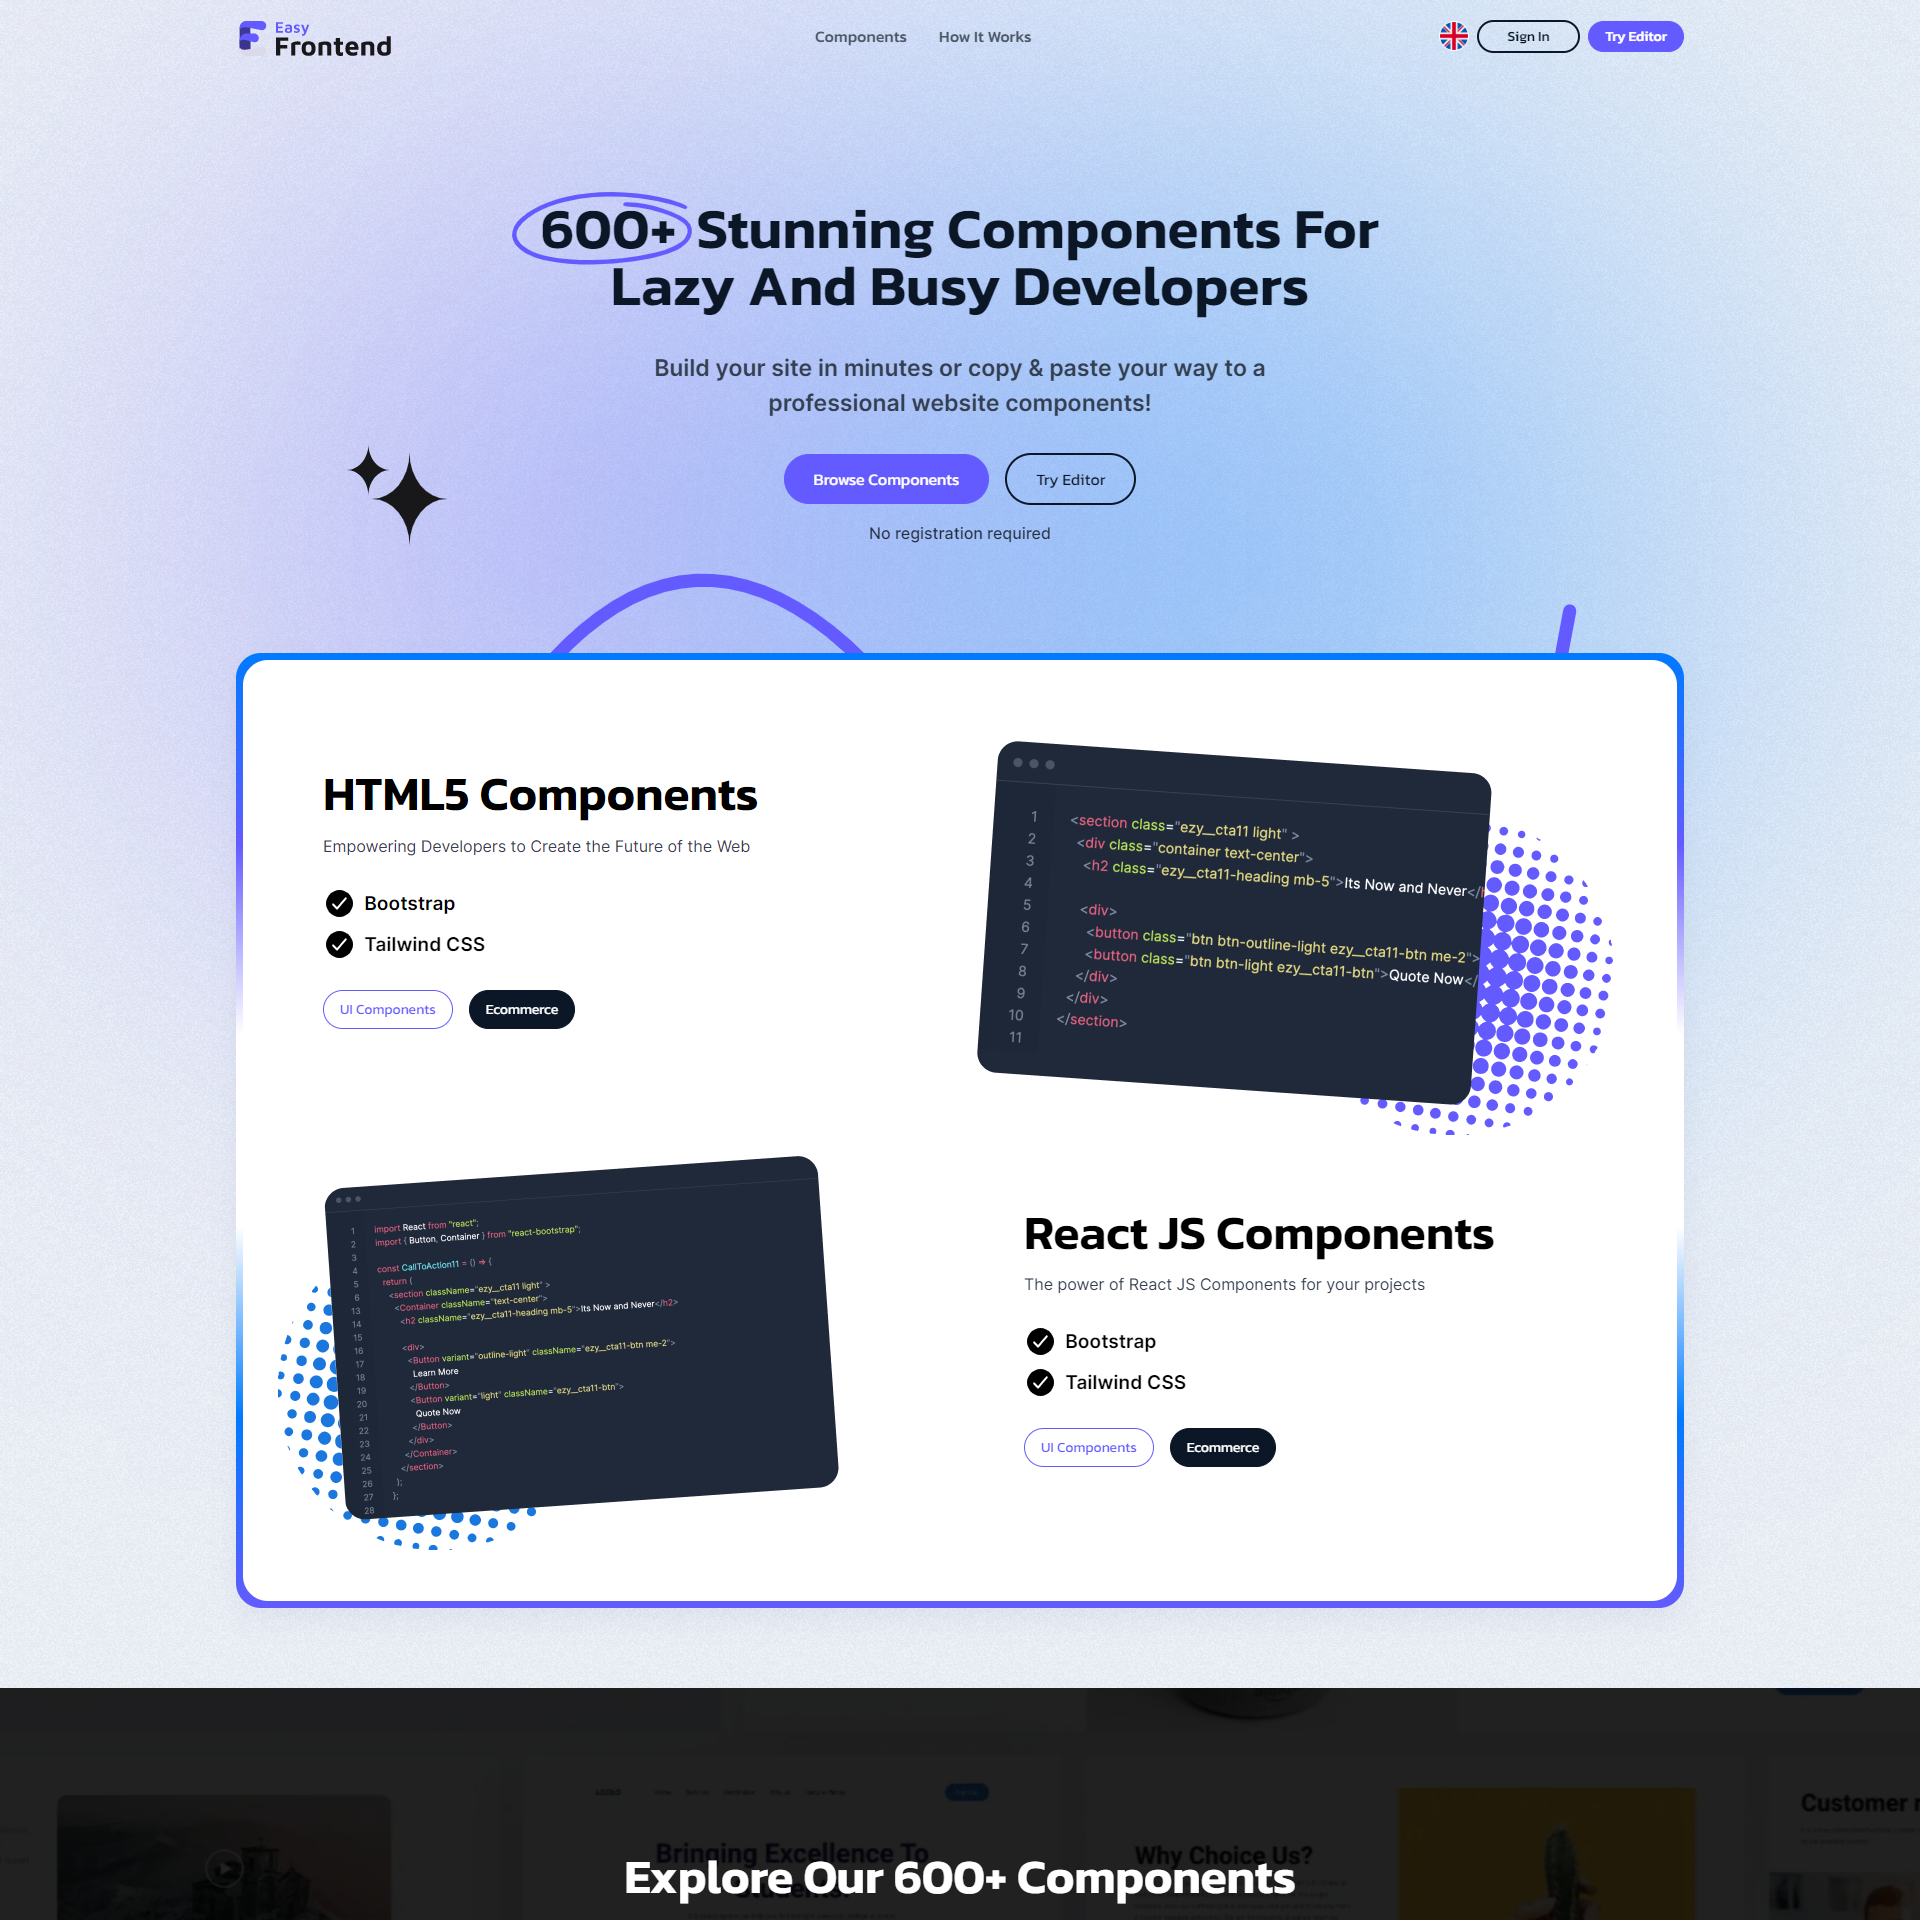 Easy
Frontend
Components
How It Works
Sign In
Try Editor
600+ Stunning Components For
Lazy And Busy Developers
Build your site in minutes or copy & paste your way to a
professional website components!
Browse Components
Try Editor
No registration required
HTML5 Components
Empowering Developers to Create the Future of the Web
Bootstrap
Tailwind CSS
UI Components
Ecommerce
1 <section class="ezy__cta11 light" >
2 <div class="container text-center">
3 <h2 class="ezy__cta11-heading mb-5">Its Now and Never</h
4
5 <div>
6 <button class="btn btn-outline-light ezy__cta11-btn me-2">
7 <button class="btn btn-light ezy__cta11-btn">Quote Now</
8 </div>
9 </div>
10 </section>
11
1 import React from "react";
2 import { Button, Container } from "react-bootstrap";
3
4 const CallToAction11 = () => {
5 return (
6 <section className="ezy__cta11 light" >
13 <Container className="text-center">
14 <h2 className="ezy__cta11-heading mb-5">Its Now and Never</h2>
15
16 <div>
17 <Button variant="outline-light" className="ezy__cta11-btn me-2">
18 Learn More
19 </Button>
20 <Button variant="light" className="ezy__cta11-btn">
21 Quote Now
22 </Button>
23 </div>
24 </Container>
25 </section>
26 );
27 };
28
React JS Components
The power of React JS Components for your projects
Bootstrap
Tailwind CSS
UI Components
Ecommerce
Bringing Excellence To
Students
Why Choice Us?
Customer
Explore Our 600+ Components